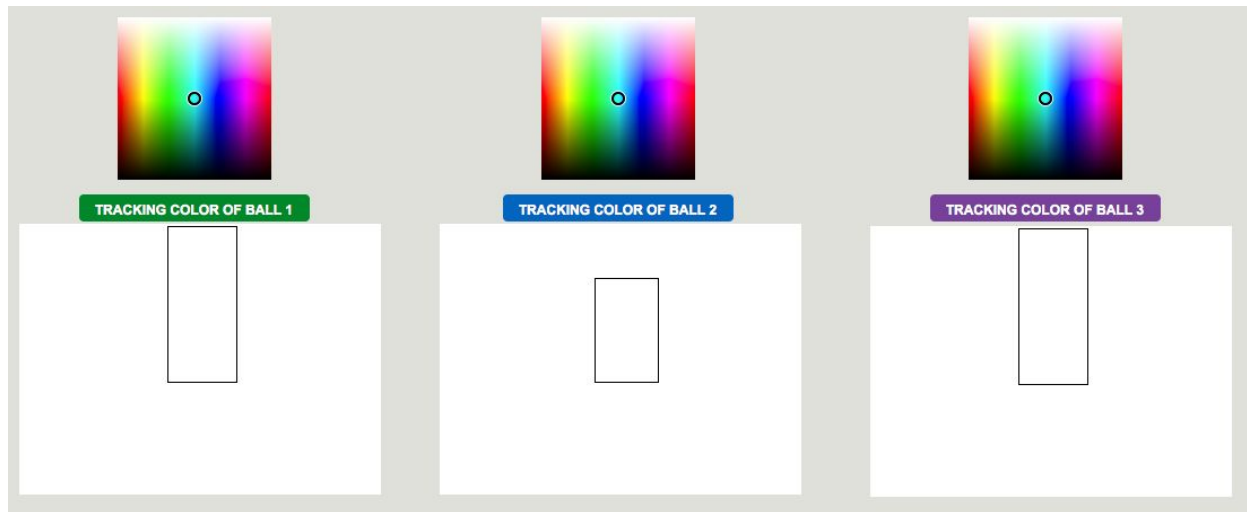 TRACKING COLOR OF BALL 1
TRACKING COLOR OF BALL 2
TRACKING COLOR OF BALL 3